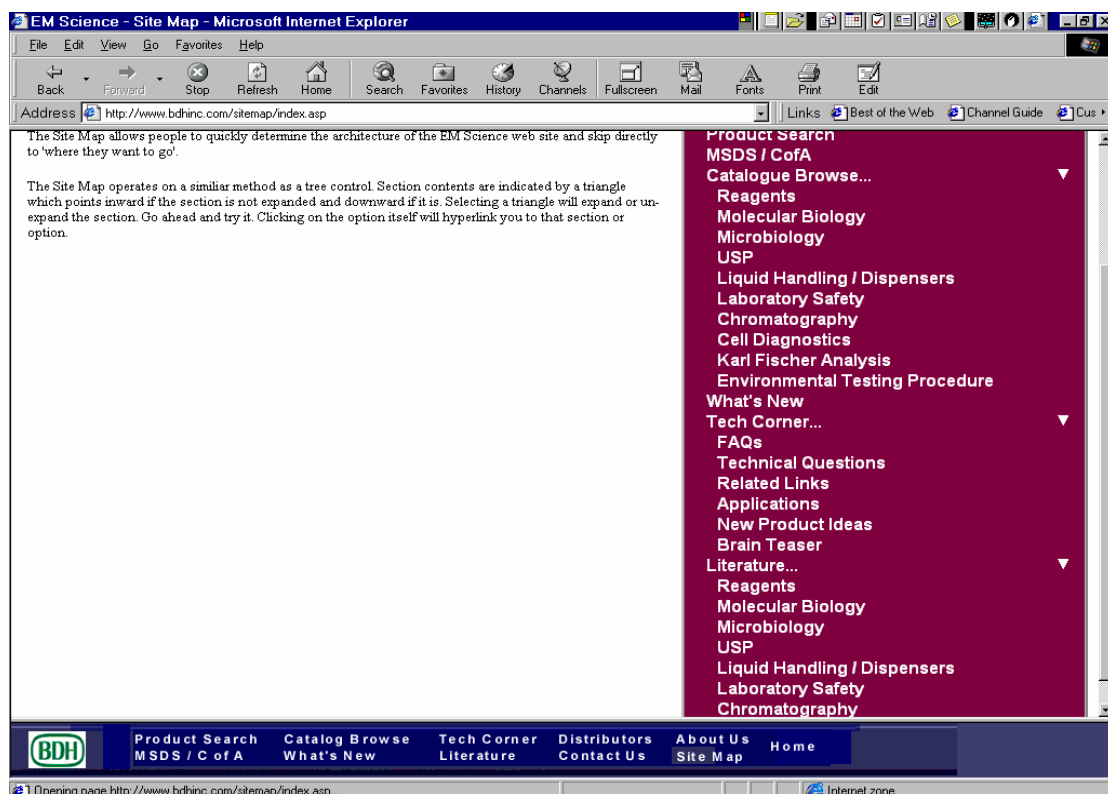 EM Science - Site Map - Microsoft Internet Explorer
File Edit View Go Favorites Help
Back Forward Stop Refresh Home Search Favorites History Channels Fullscreen Mail Fonts Print Edit
Address http://www.bdhinc.com/sitemap/index.asp Links Best of the Web Channel Guide Cus
The Site Map allows people to quickly determine the architecture of the EM Science web site and skip directly
to 'where they want to go'.
The Site Map operates on a similiar method as a tree control. Section contents are indicated by a triangle
which points inward if the section is not expanded and downward if it is. Selecting a triangle will expand or un-
expand the section. Go ahead and try it. Clicking on the option itself will hyperlink you to that section or
option.
Product Search
MSDS / CofA
Catalogue Browse...
Reagents
Molecular Biology
Microbiology
USP
Liquid Handling / Dispensers
Laboratory Safety
Chromatography
Cell Diagnostics
Karl Fischer Analysis
Environmental Testing Procedure
What's New
Tech Corner...
FAQs
Technical Questions
Related Links
Applications
New Product Ideas
Brain Teaser
Literature...
Reagents
Molecular Biology
Microbiology
USP
Liquid Handling / Dispensers
Laboratory Safety
Chromatography
BDH
Product Search Catalog Browse Tech Corner Distributors About Us Home
MSDS / C of A What's New Literature Contact Us Site Map
Opening page http://www.bdhinc.com/sitemap/index.asp... Internet zone